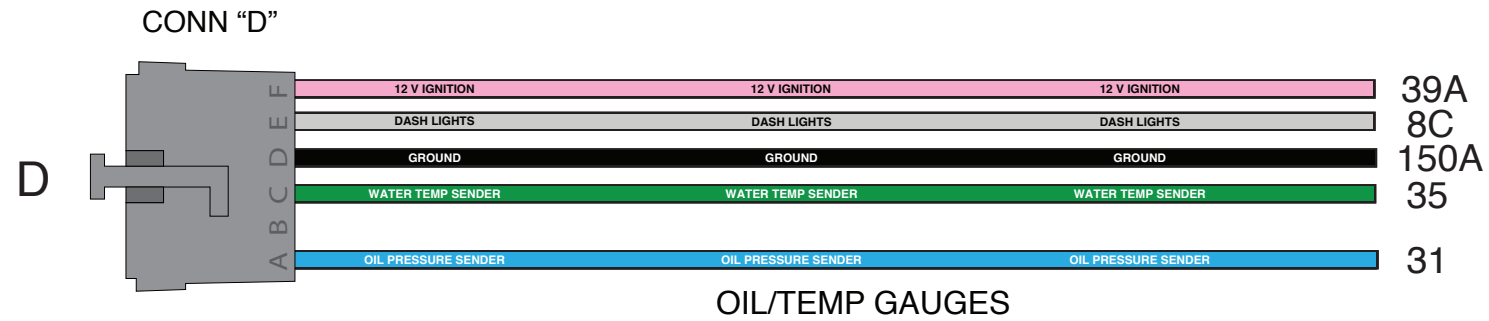 CONN “D”
F 12 V IGNITION 12 V IGNITION 12 V IGNITION 39A
E DASH LIGHTS DASH LIGHTS DASH LIGHTS 8C
D GROUND GROUND GROUND 150A
D
C WATER TEMP SENDER WATER TEMP SENDER WATER TEMP SENDER 35
B
A OIL PRESSURE SENDER OIL PRESSURE SENDER OIL PRESSURE SENDER 31
OIL/TEMP GAUGES